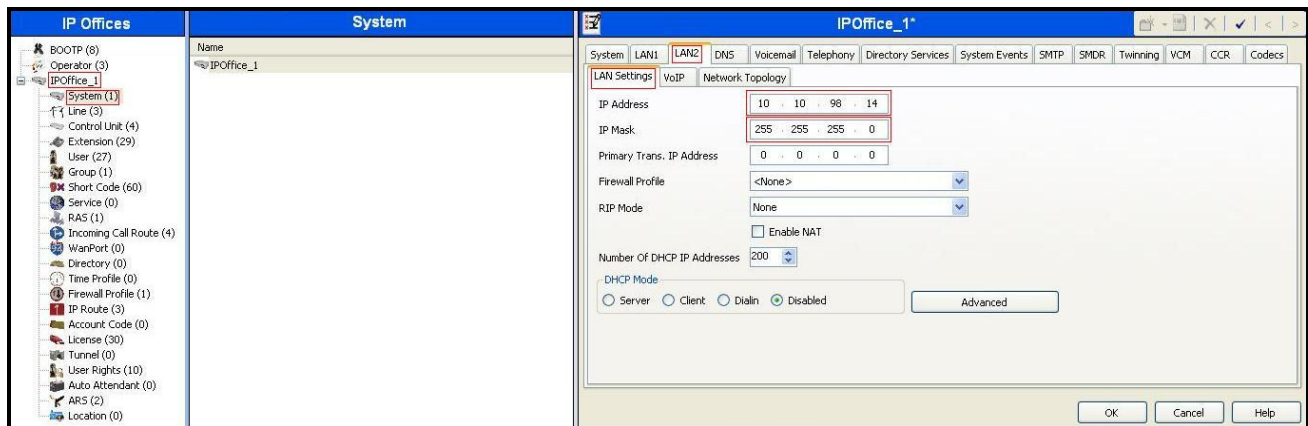 IP Offices
BOOTP (8)
Operator (3)
IPOffice_1
System (1)
Line (3)
Control Unit (4)
Extension (29)
User (27)
Group (1)
Short Code (60)
Service (0)
RAS (1)
Incoming Call Route (4)
WanPort (0)
Directory (0)
Time Profile (0)
Firewall Profile (1)
IP Route (3)
Account Code (0)
License (30)
Tunnel (0)
User Rights (10)
Auto Attendant (0)
ARS (2)
Location (0)
System
Name
IPOffice_1
IPOffice_1*
System LAN1 LAN2 DNS Voicemail Telephony Directory Services System Events SMTP SMDR Twinning VCM CCR Codecs
LAN Settings VoIP Network Topology
IP Address 10 . 10 . 98 . 14
IP Mask 255 . 255 . 255 . 0
Primary Trans. IP Address 0 . 0 . 0 . 0
Firewall Profile <None>
RIP Mode None
Enable NAT
Number Of DHCP IP Addresses 200
DHCP Mode
Server Client Dialin Disabled Advanced
OK Cancel Help